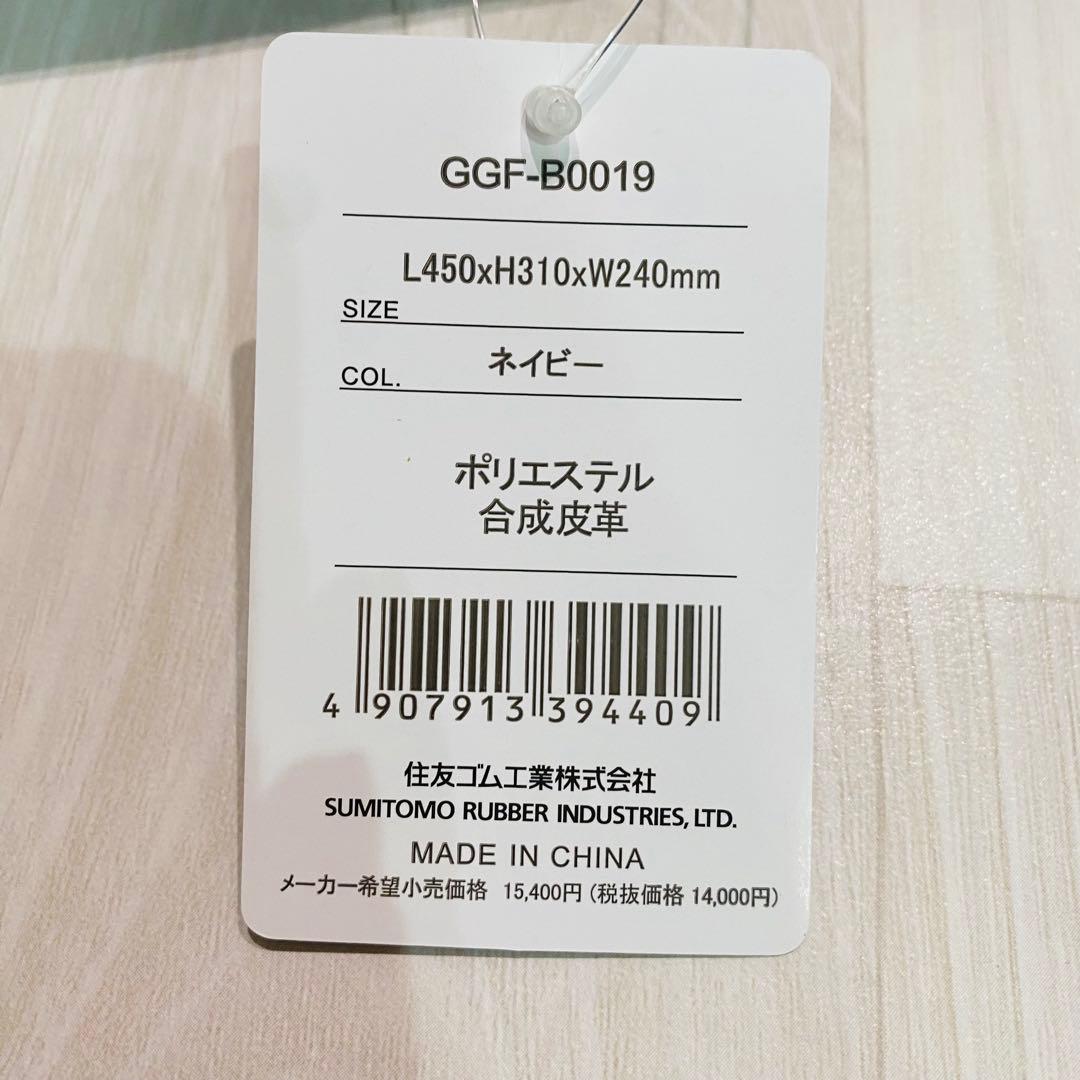 GGF-B0019
L450xH310xW240mm
SIZE
ネイビー
COL.
ポリエステル
合成皮革
4 907913 394409
住友ゴム工業株式会社
SUMITOMO RUBBER INDUSTRIES, LTD.
MADE IN CHINA
メーカー希望小売価格 15,400円(税抜価格 14,000円)